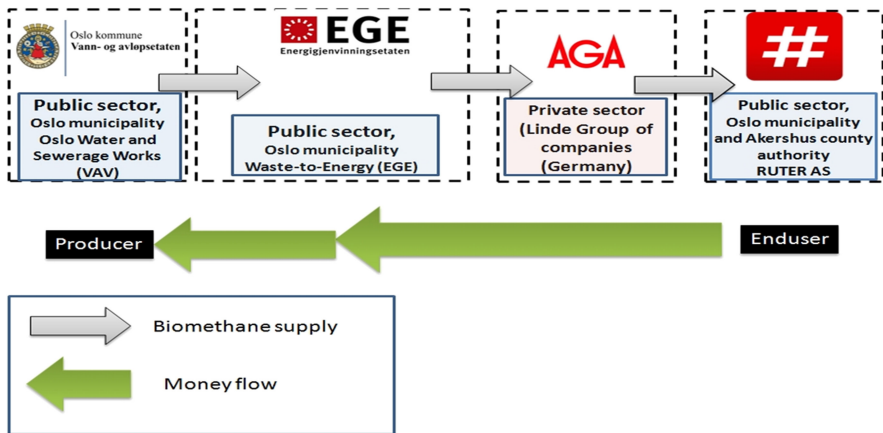 Oslo kommune
Vann- og avløpsetaten
Public sector,
Oslo municipality
Oslo Water and
Sewerage Works
(VAV)
EGE
Energigjenvinningsetaten
Public sector,
Oslo municipality
Waste-to-Energy (EGE)
AGA
Private sector
(Linde Group of
companies
(Germany)
#
Public sector,
Oslo municipality
and Akershus county
authority
RUTER AS
Producer
Enduser
Biomethane supply
Money flow